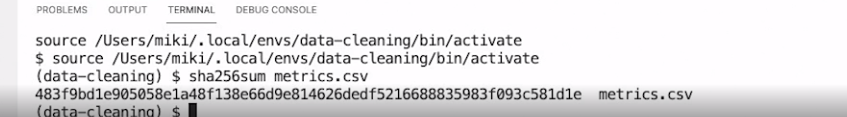 PROBLEMS OUTPUT TERMINAL DEBUG CONSOLE
source /Users/miki/.local/envs/data-cleaning/bin/activate
$ source /Users/miki/.local/envs/data-cleaning/bin/activate
(data-cleaning) $ sha256sum metrics.csv
483f9bd1e905058e1a48f138e66d9e814626dedf5216688835983f093c581d1e metrics.csv
(data-cleaning) $